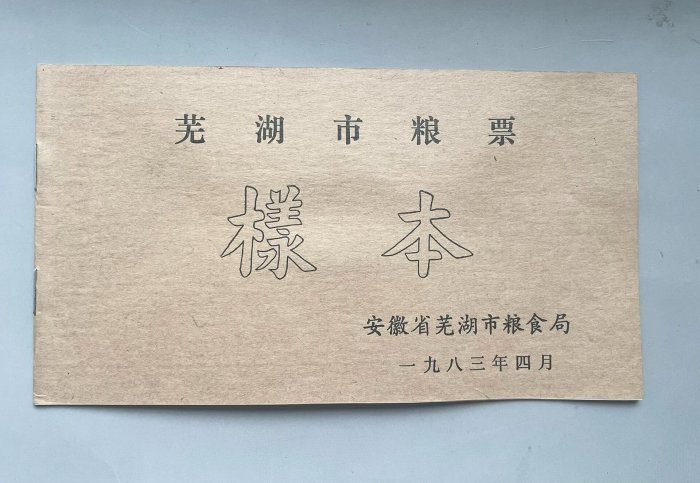 芜湖市粮票
樣本
安徽省芜湖市粮食局
一九八三年四月